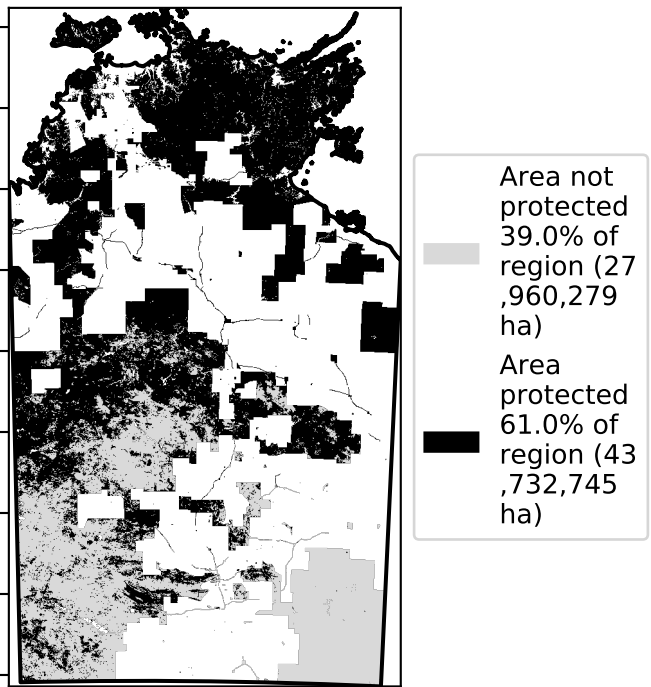 Area not
protected
39.0% of
region (27
,960,279
ha)
Area
protected
61.0% of
region (43
,732,745
ha)